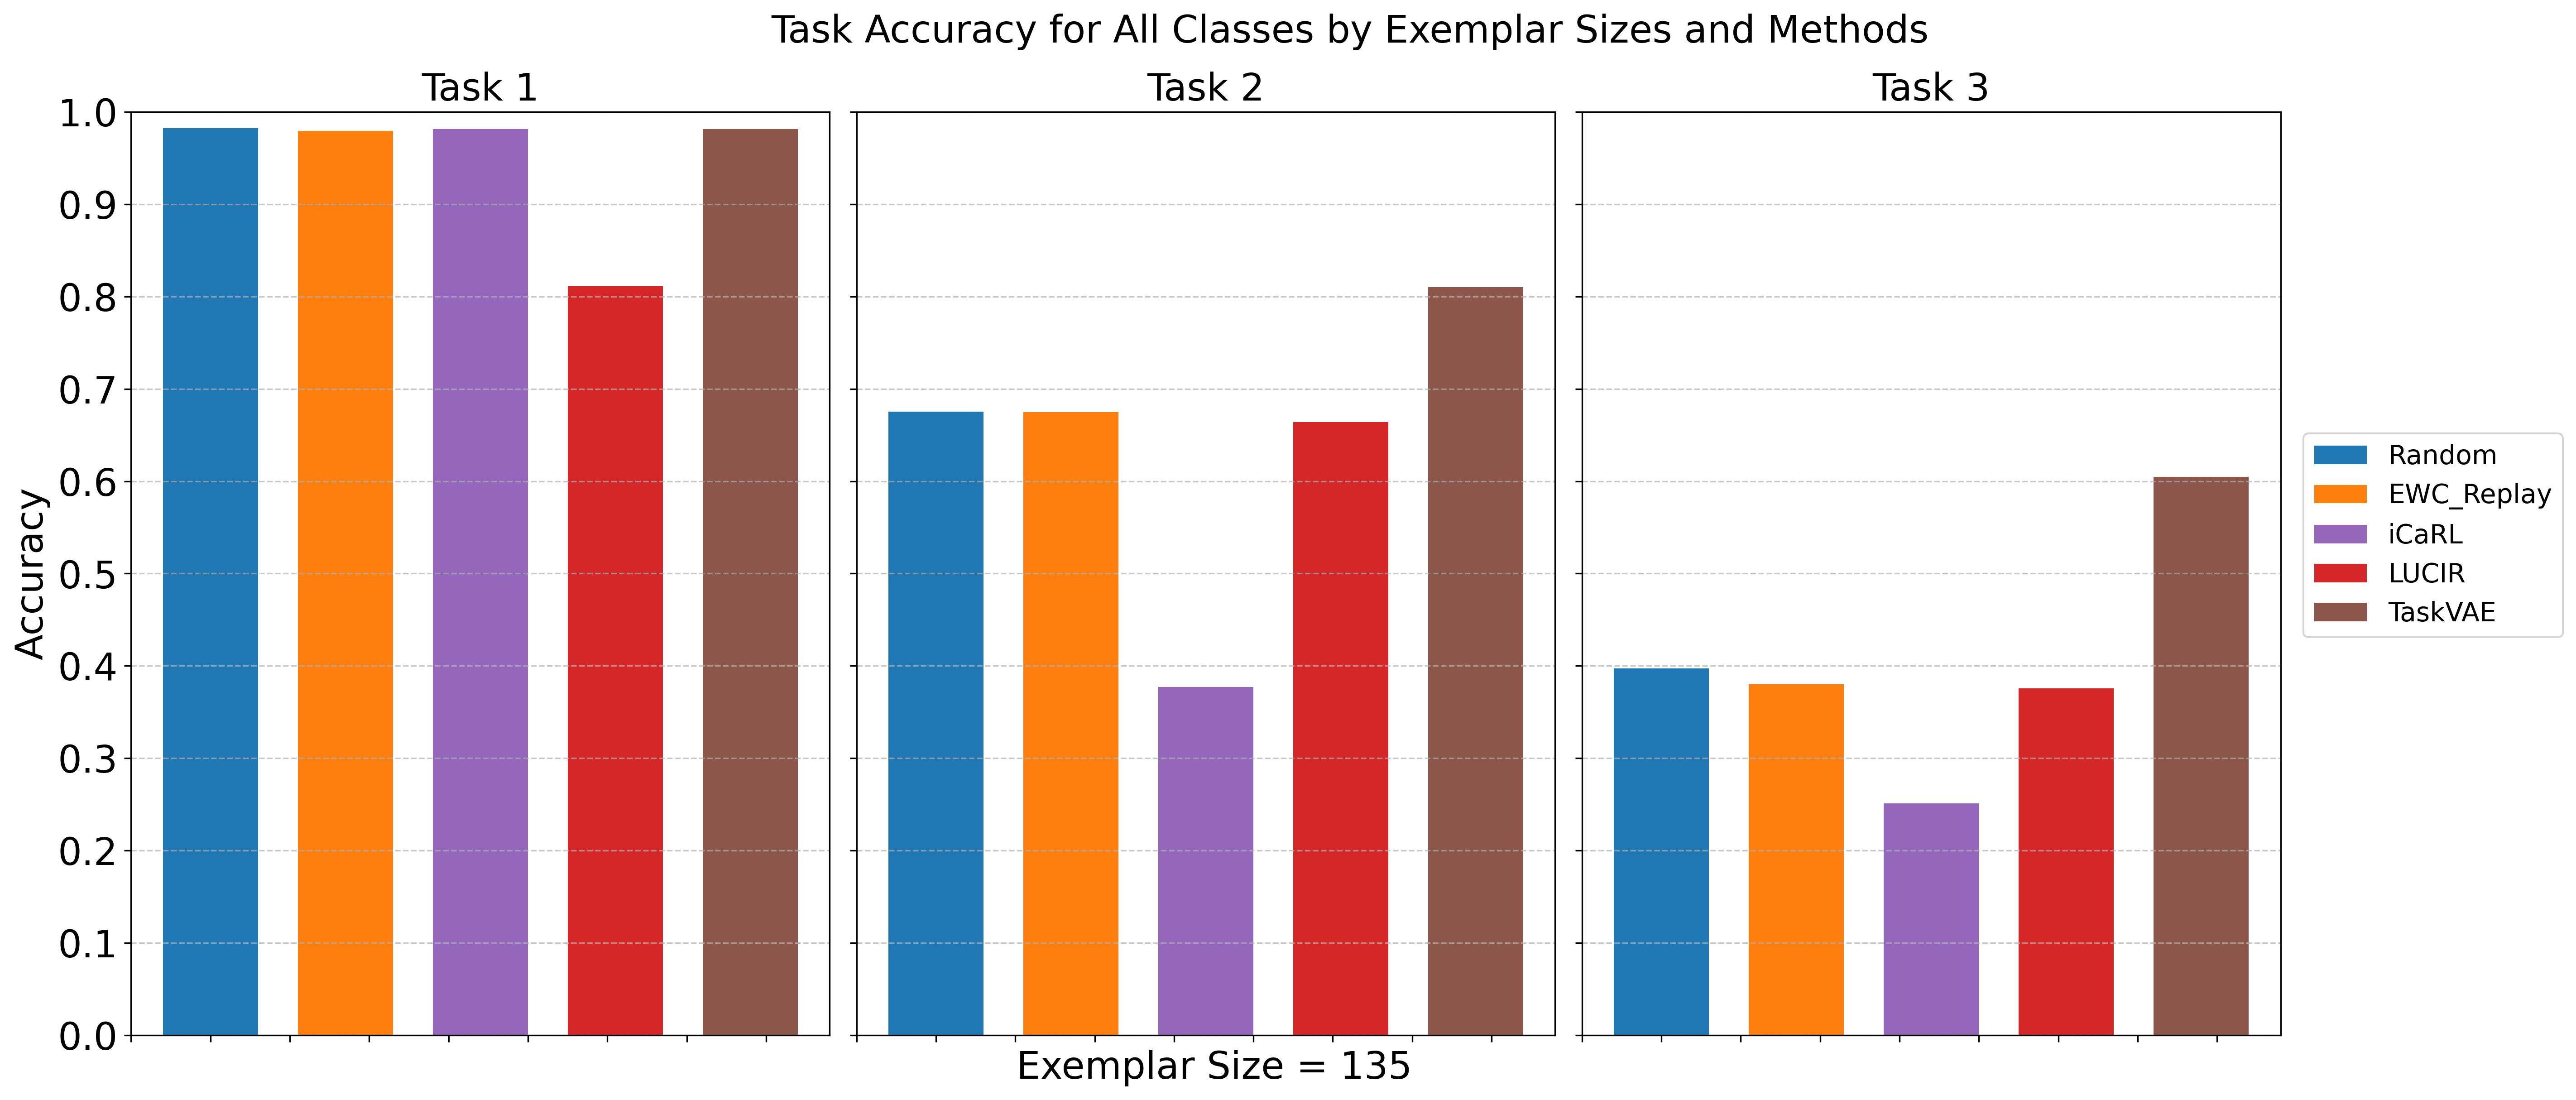 Task Accuracy for All Classes by Exemplar Sizes and Methods
Task 1
Task 2
Task 3
1.0
0.9
0.8
0.7
0.6
0.5
0.4
0.3
0.2
0.1
0.0
Accuracy
Exemplar Size = 135
Random
EWC_Replay
iCaRL
LUCIR
TaskVAE